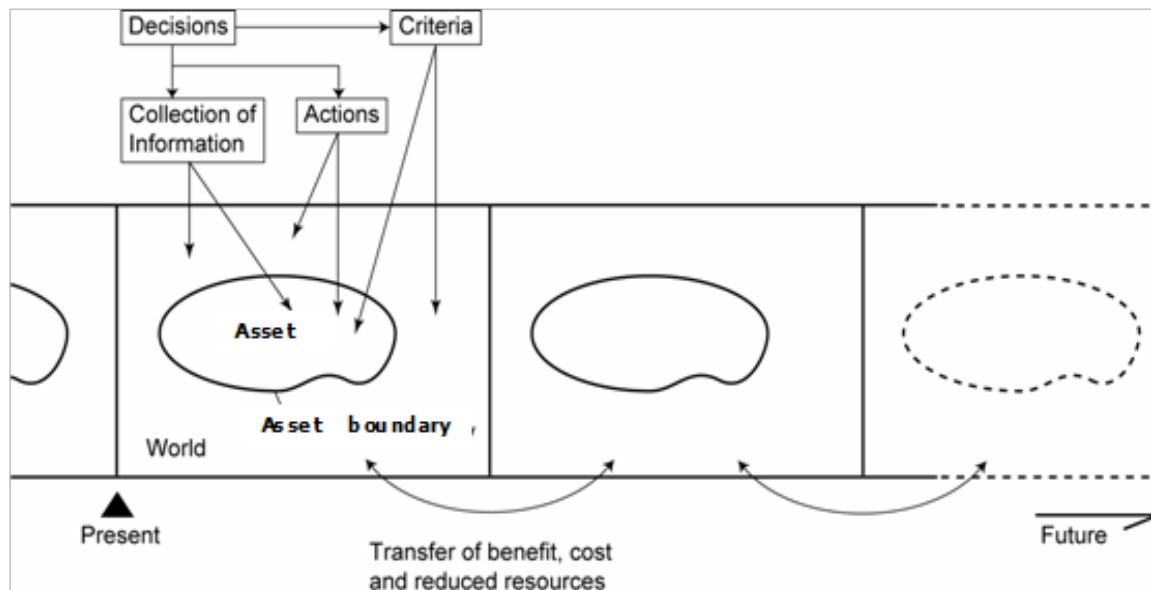 Decisions
Criteria
Collection of
Information
Actions
Asset
Asset boundary
World
Present
Future
Transfer of benefit, cost
and reduced resources